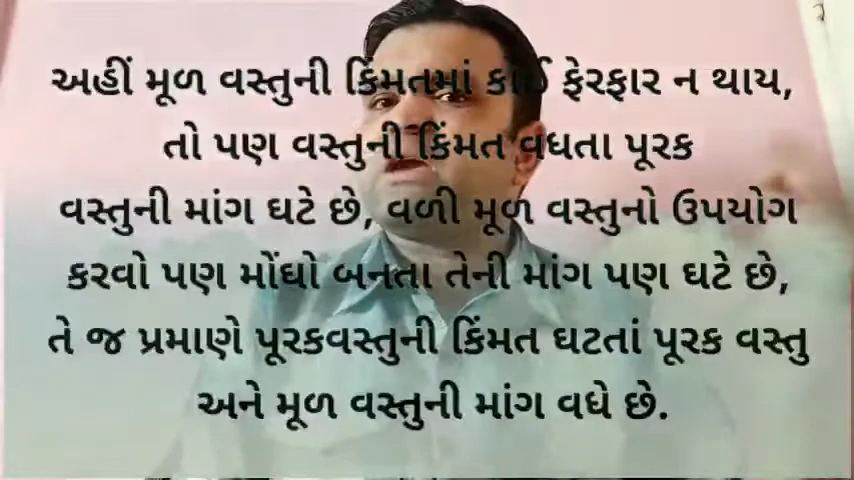 અહીં મૂળ વસ્તુની કિંમતમાં કાંઈ ફેરફાર ન થાય,
તો પણ વસ્તુની કિંમત વધતા પૂરક
વસ્તુની માંગ ઘટે છે, વળી મૂળ વસ્તુનો ઉપયોગ
કરવો પણ મોંઘો બનતા તેની માંગ પણ ઘટે છે,
તે જ પ્રમાણે પૂરકવસ્તુની કિંમત ઘટતાં પૂરક વસ્તુ
અને મૂળ વસ્તુની માંગ વધે છે.